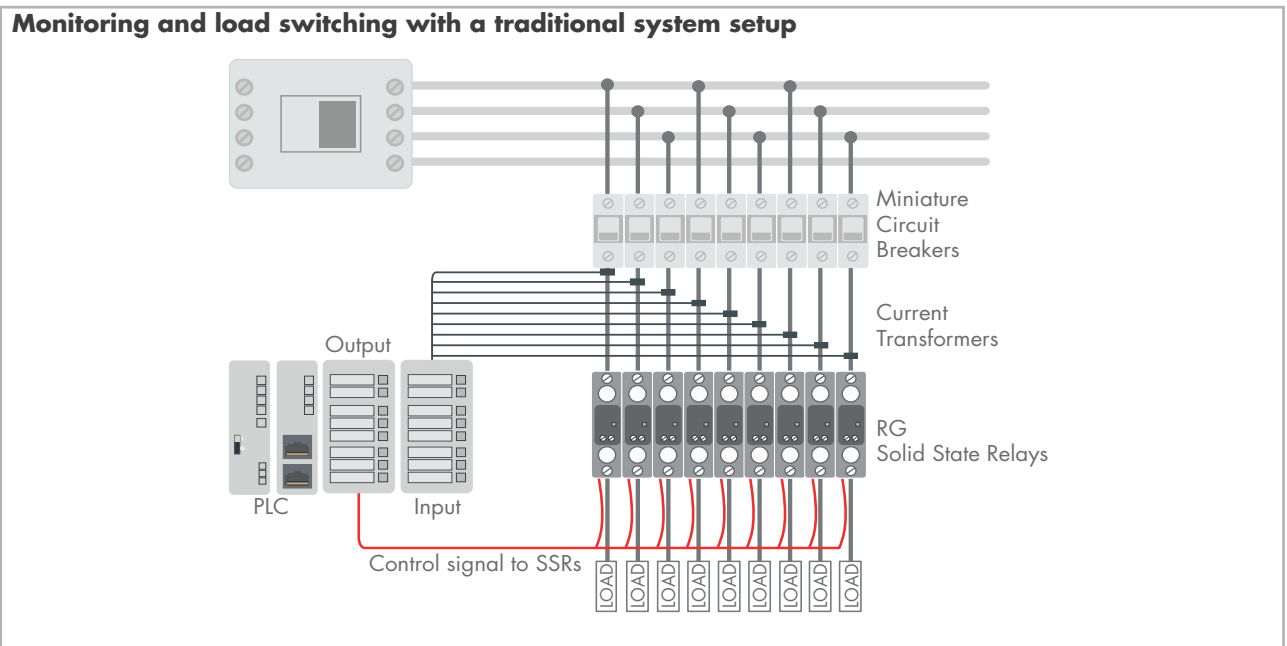 Monitoring and load switching with a traditional system setup
Miniature
Circuit
Breakers
Current
Transformers
Output
RG
Solid State Relays
PLC
Input
Control signal to SSRs
LOAD
LOAD
LOAD
LOAD
LOAD
LOAD
LOAD
LOAD
LOAD